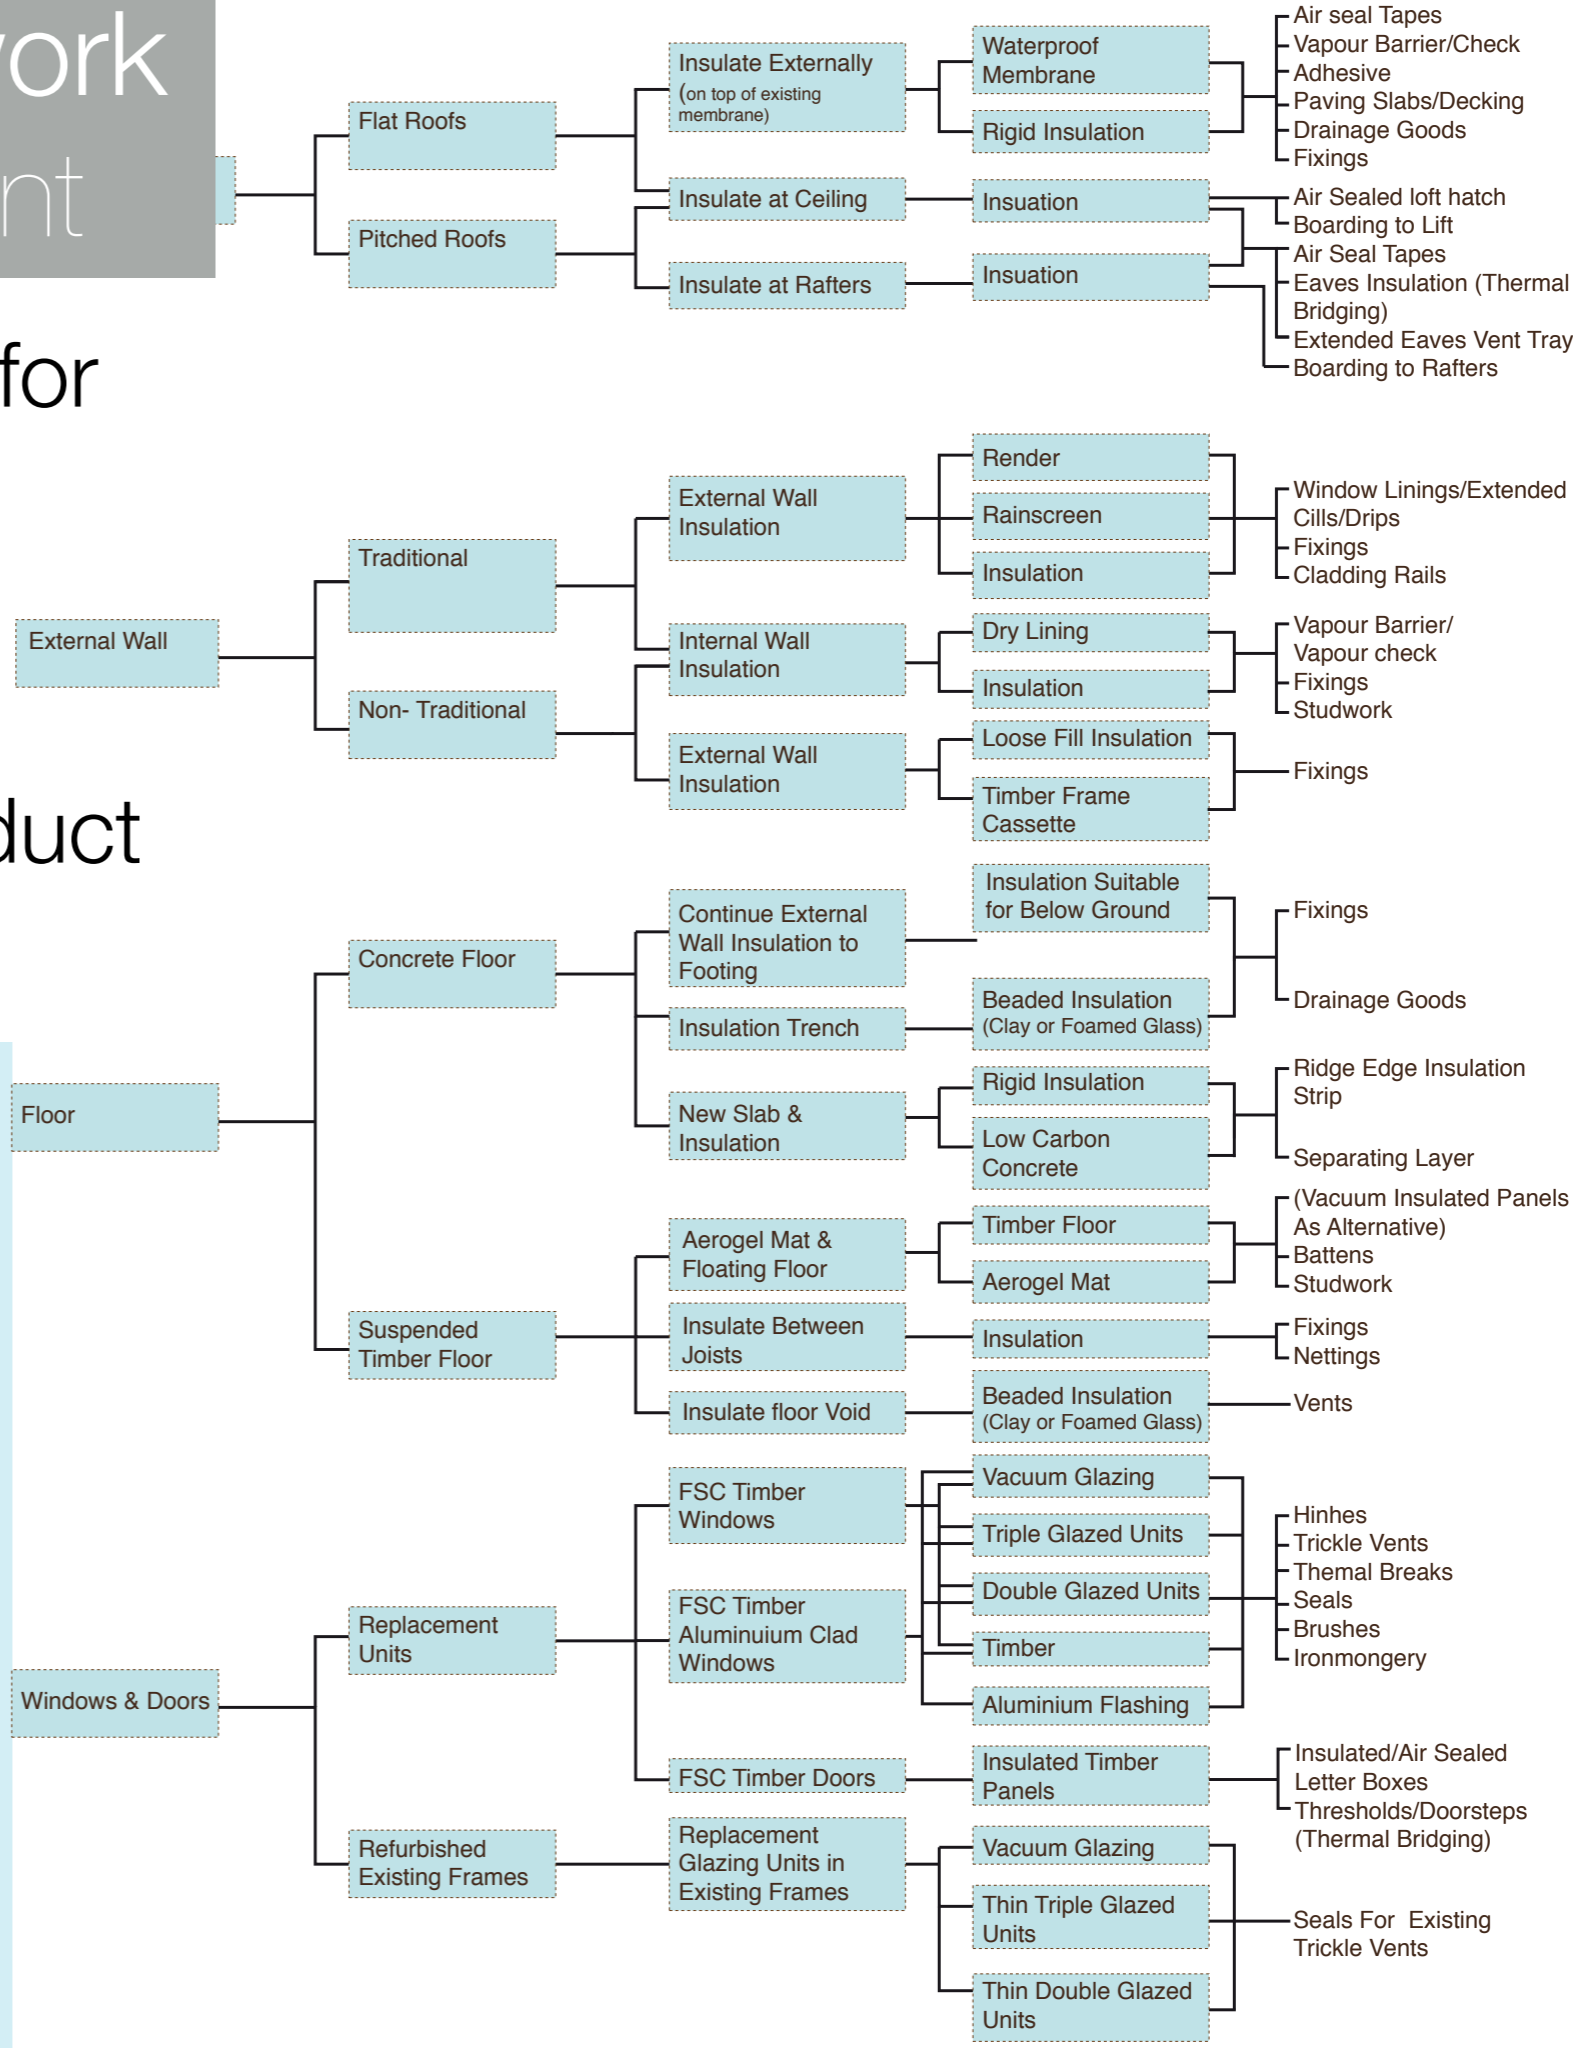 work
nt
for
duct
Flat Roofs
Pitched Roofs
Insulate Externally
(on top of existing
membrane)
Insulate at Ceiling
Insulate at Rafters
Waterproof
Membrane
Rigid Insulation
Insuation
Insuation
Air seal Tapes
Vapour Barrier/Check
Adhesive
Paving Slabs/Decking
Drainage Goods
Fixings
Air Sealed loft hatch
Boarding to Lift
Air Seal Tapes
Eaves Insulation (Thermal
Bridging)
Extended Eaves Vent Tray
Boarding to Rafters
External Wall
Traditional
Non- Traditional
External Wall
Insulation
Internal Wall
Insulation
External Wall
Insulation
Render
Rainscreen
Insulation
Dry Lining
Insulation
Loose Fill Insulation
Timber Frame
Cassette
Window Linings/Extended
Cills/Drips
Fixings
Cladding Rails
Vapour Barrier/
Vapour check
Fixings
Studwork
Fixings
Floor
Concrete Floor
Suspended
Timber Floor
Continue External
Wall Insulation to
Footing
Insulation Trench
New Slab &
Insulation
Aerogel Mat &
Floating Floor
Insulate Between
Joists
Insulate floor Void
Insulation Suitable
for Below Ground
Beaded Insulation
(Clay or Foamed Glass)
Rigid Insulation
Low Carbon
Concrete
Timber Floor
Aerogel Mat
Insulation
Beaded Insulation
(Clay or Foamed Glass)
Fixings
Drainage Goods
Ridge Edge Insulation
Strip
Separating Layer
(Vacuum Insulated Panels
As Alternative)
Battens
Studwork
Fixings
Nettings
Vents
Windows & Doors
Replacement
Units
Refurbished
Existing Frames
FSC Timber
Windows
FSC Timber
Aluminuium Clad
Windows
FSC Timber Doors
Replacement
Glazing Units in
Existing Frames
Vacuum Glazing
Triple Glazed Units
Double Glazed Units
Timber
Aluminium Flashing
Insulated Timber
Panels
Vacuum Glazing
Thin Triple Glazed
Units
Thin Double Glazed
Units
Hinhes
Trickle Vents
Themal Breaks
Seals
Brushes
Ironmongery
Insulated/Air Sealed
Letter Boxes
Thresholds/Doorsteps
(Thermal Bridging)
Seals For Existing
Trickle Vents